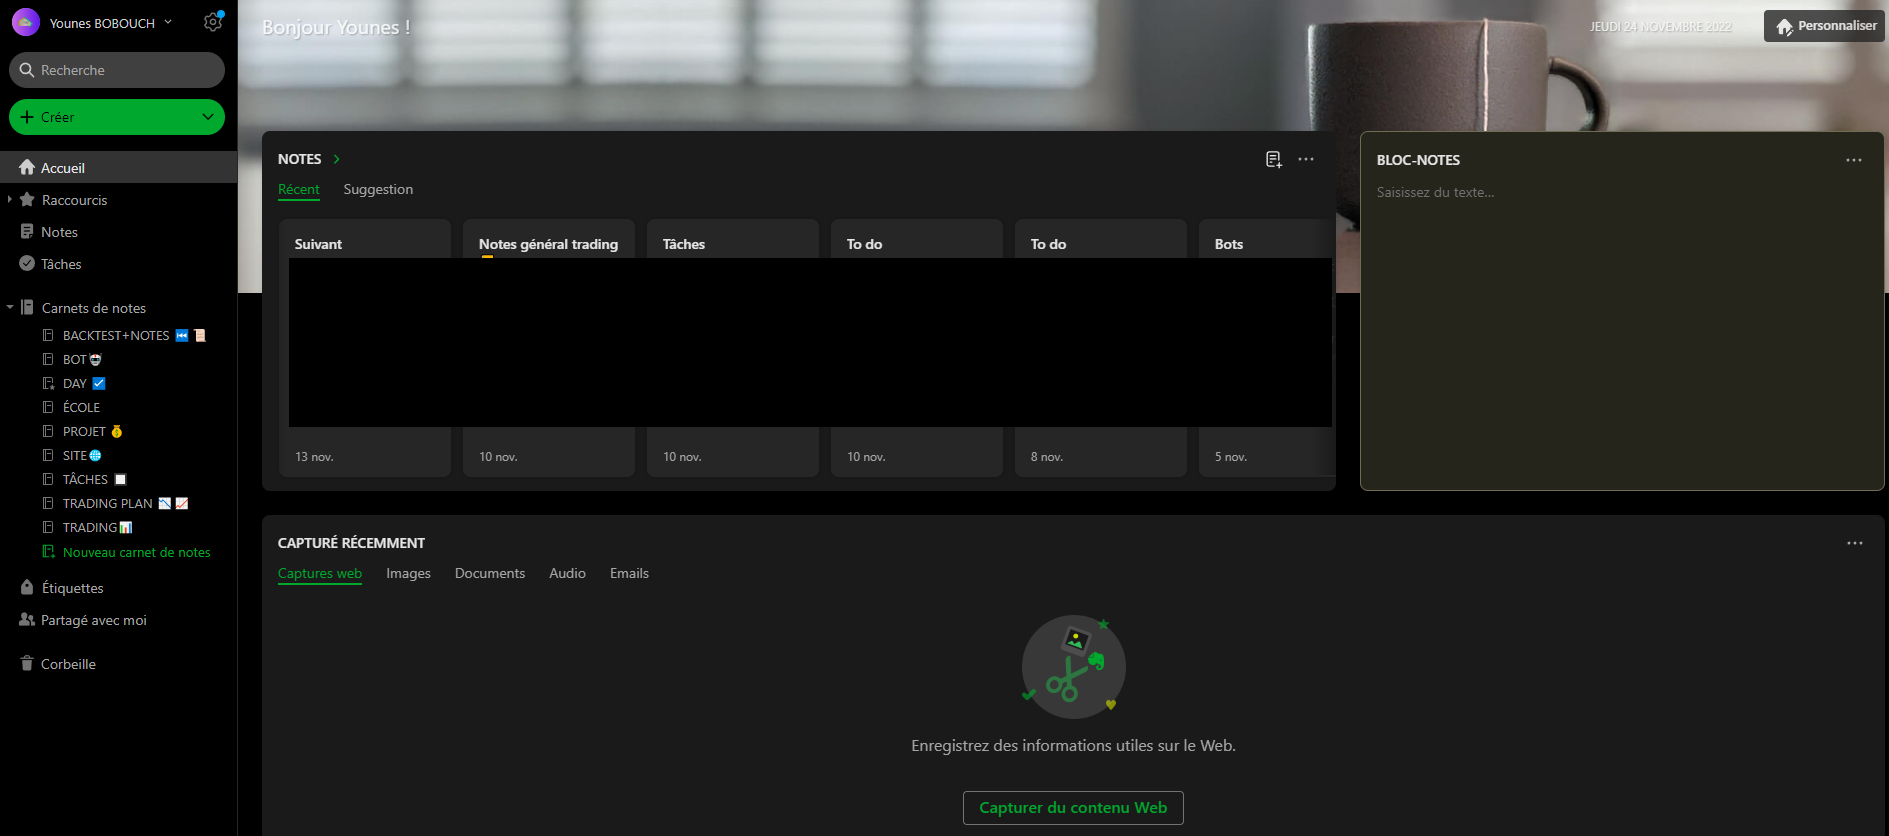 Younes BOBOUCH
Recherche
Créer
Accueil
Raccourcis
Notes
Tâches
Carnets de notes
BACKTEST+NOTES ⏮️ 📜
BOT
DAY ☑️
ÉCOLE
PROJET 💰
SITE🌐
TÂCHES 🔲
TRADING PLAN 📉 📈
TRADING📊
Nouveau carnet de notes
Étiquettes
Partagé avec moi
Corbeille
Bonjour Younes !
JEUDI 24 NOVEMBRE 2022
Personnaliser
NOTES
Récent Suggestion
Suivant
13 nov.
Notes général trading
10 nov.
Tâches
10 nov.
To do
10 nov.
To do
8 nov.
Bots
5 nov.
BLOC-NOTES
Saisissez du texte...
CAPTURÉ RÉCEMMENT
Captures web Images Documents Audio Emails
Enregistrez des informations utiles sur le Web.
Capturer du contenu Web